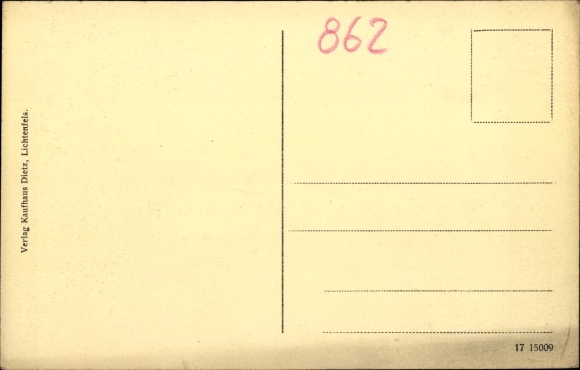 862
Verlag Kaufhaus Dietz, Lichtenfels.
17 15009